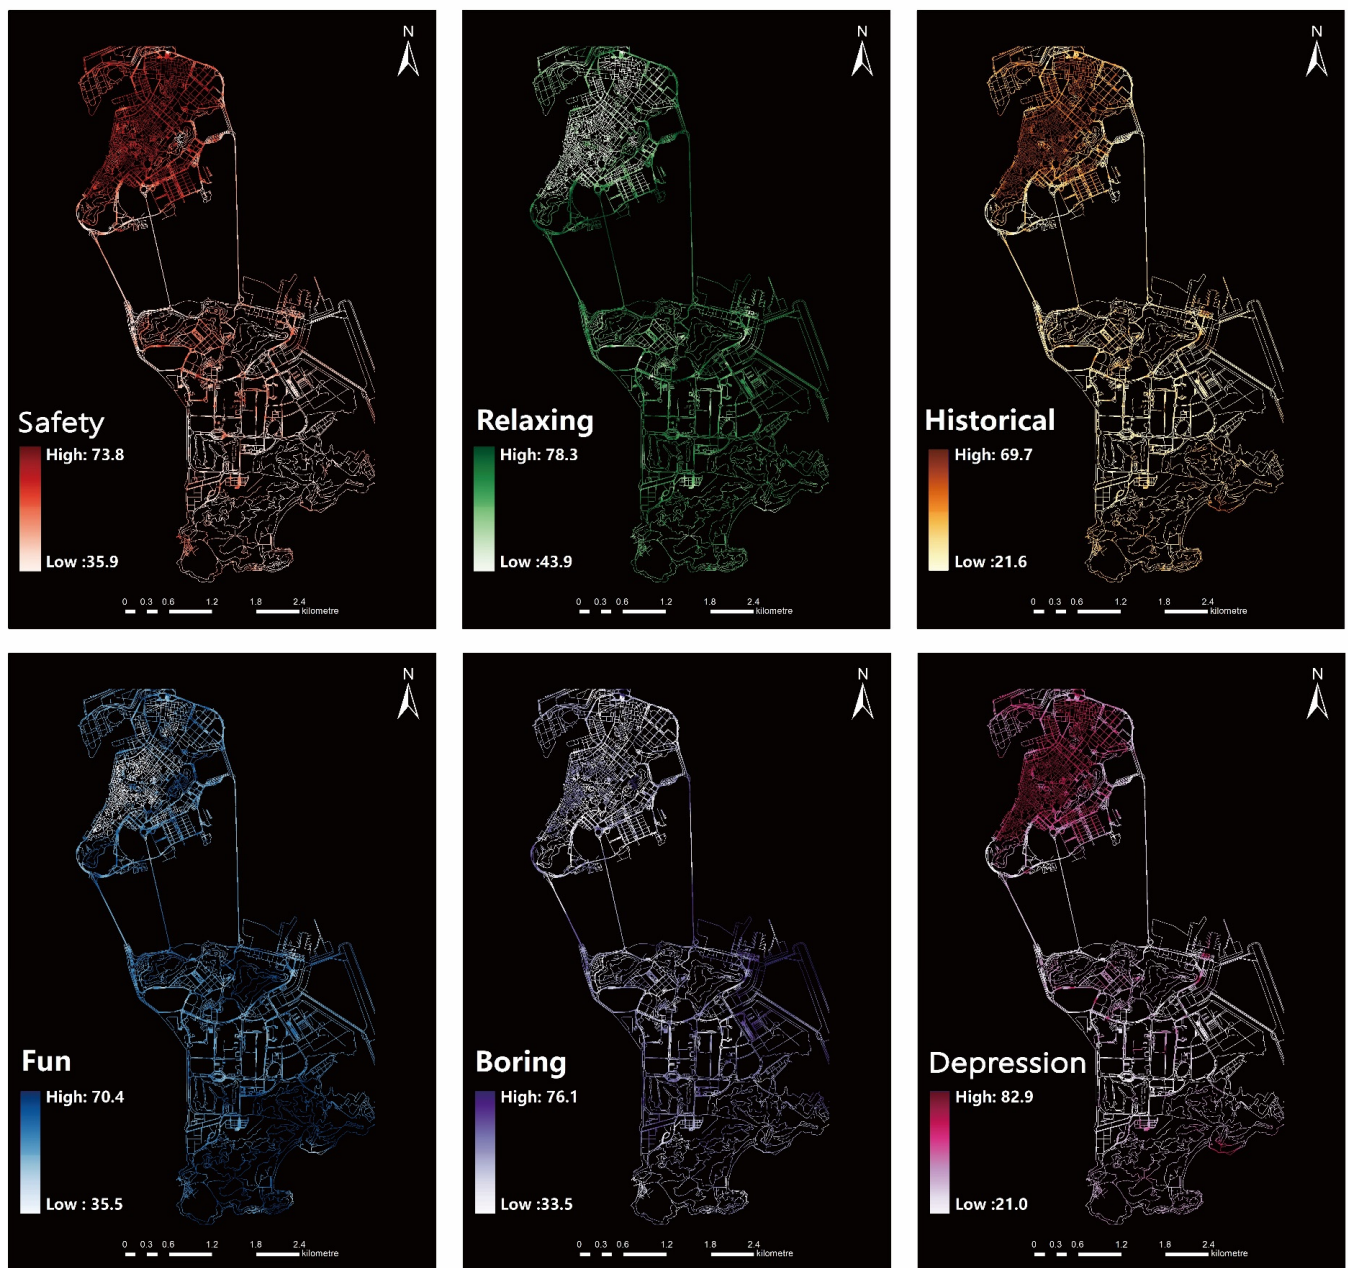 N
Safety
High: 73.8
Low :35.9
0 0.3 0.6 1.2 1.8 2.4
kilometre
N
Relaxing
High: 78.3
Low :43.9
0 0.3 0.6 1.2 1.8 2.4
kilometre
N
Historical
High: 69.7
Low :21.6
0 0.3 0.6 1.2 1.8 2.4
kilometre
N
Fun
High: 70.4
Low : 35.5
0 0.3 0.6 1.2 1.8 2.4
kilometre
N
Boring
High: 76.1
Low :33.5
0 0.3 0.6 1.2 1.8 2.4
kilometre
N
Depression
High: 82.9
Low :21.0
0 0.3 0.6 1.2 1.8 2.4
kilometre